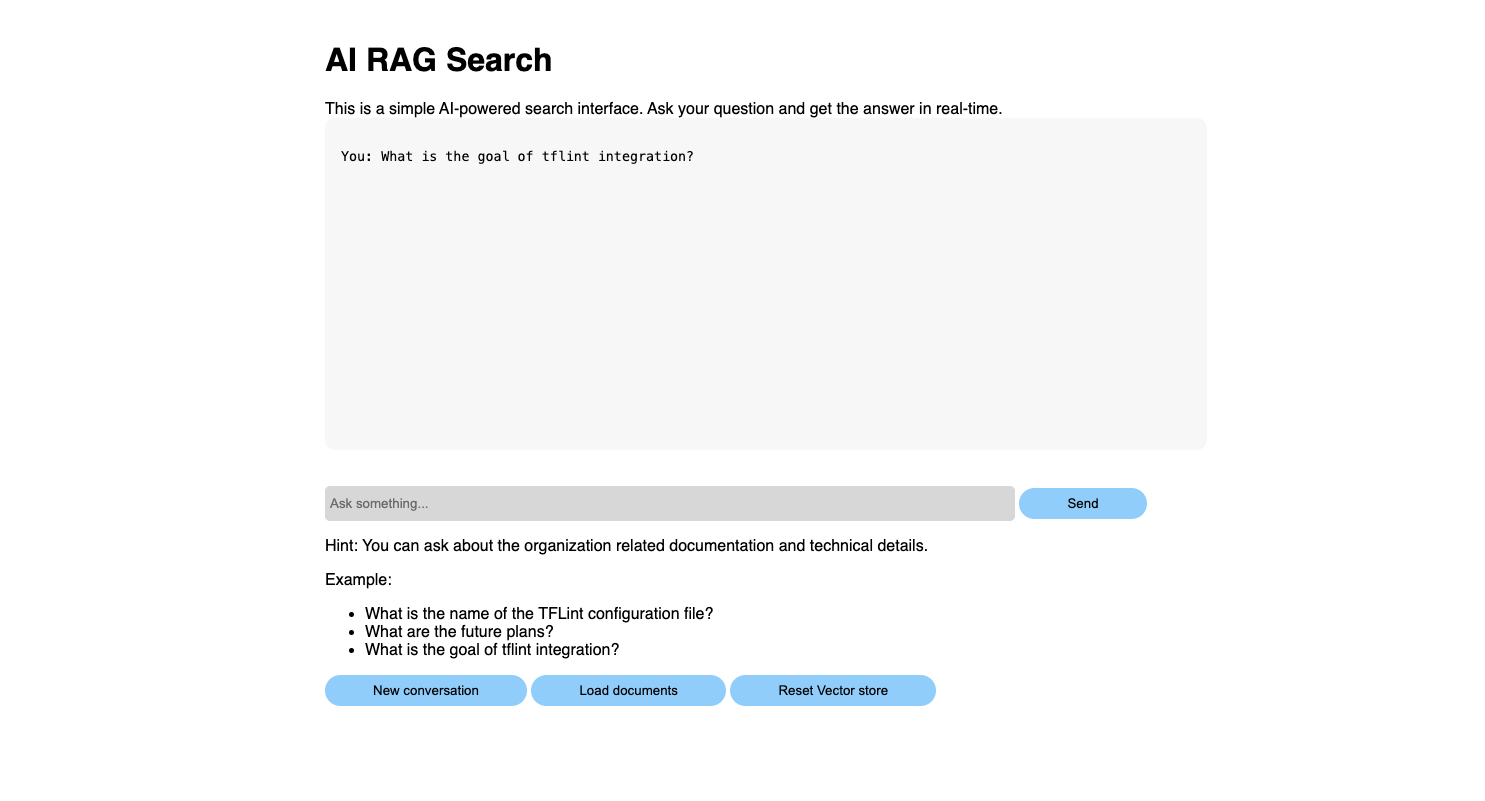 AI RAG Search
This is a simple AI-powered search interface. Ask your question and get the answer in real-time.
You: What is the goal of tflint integration?
Ask something...
Send
Hint: You can ask about the organization related documentation and technical details.
Example:
• What is the name of the TFLint configuration file?
• What are the future plans?
• What is the goal of tflint integration?
New conversation
Load documents
Reset Vector store